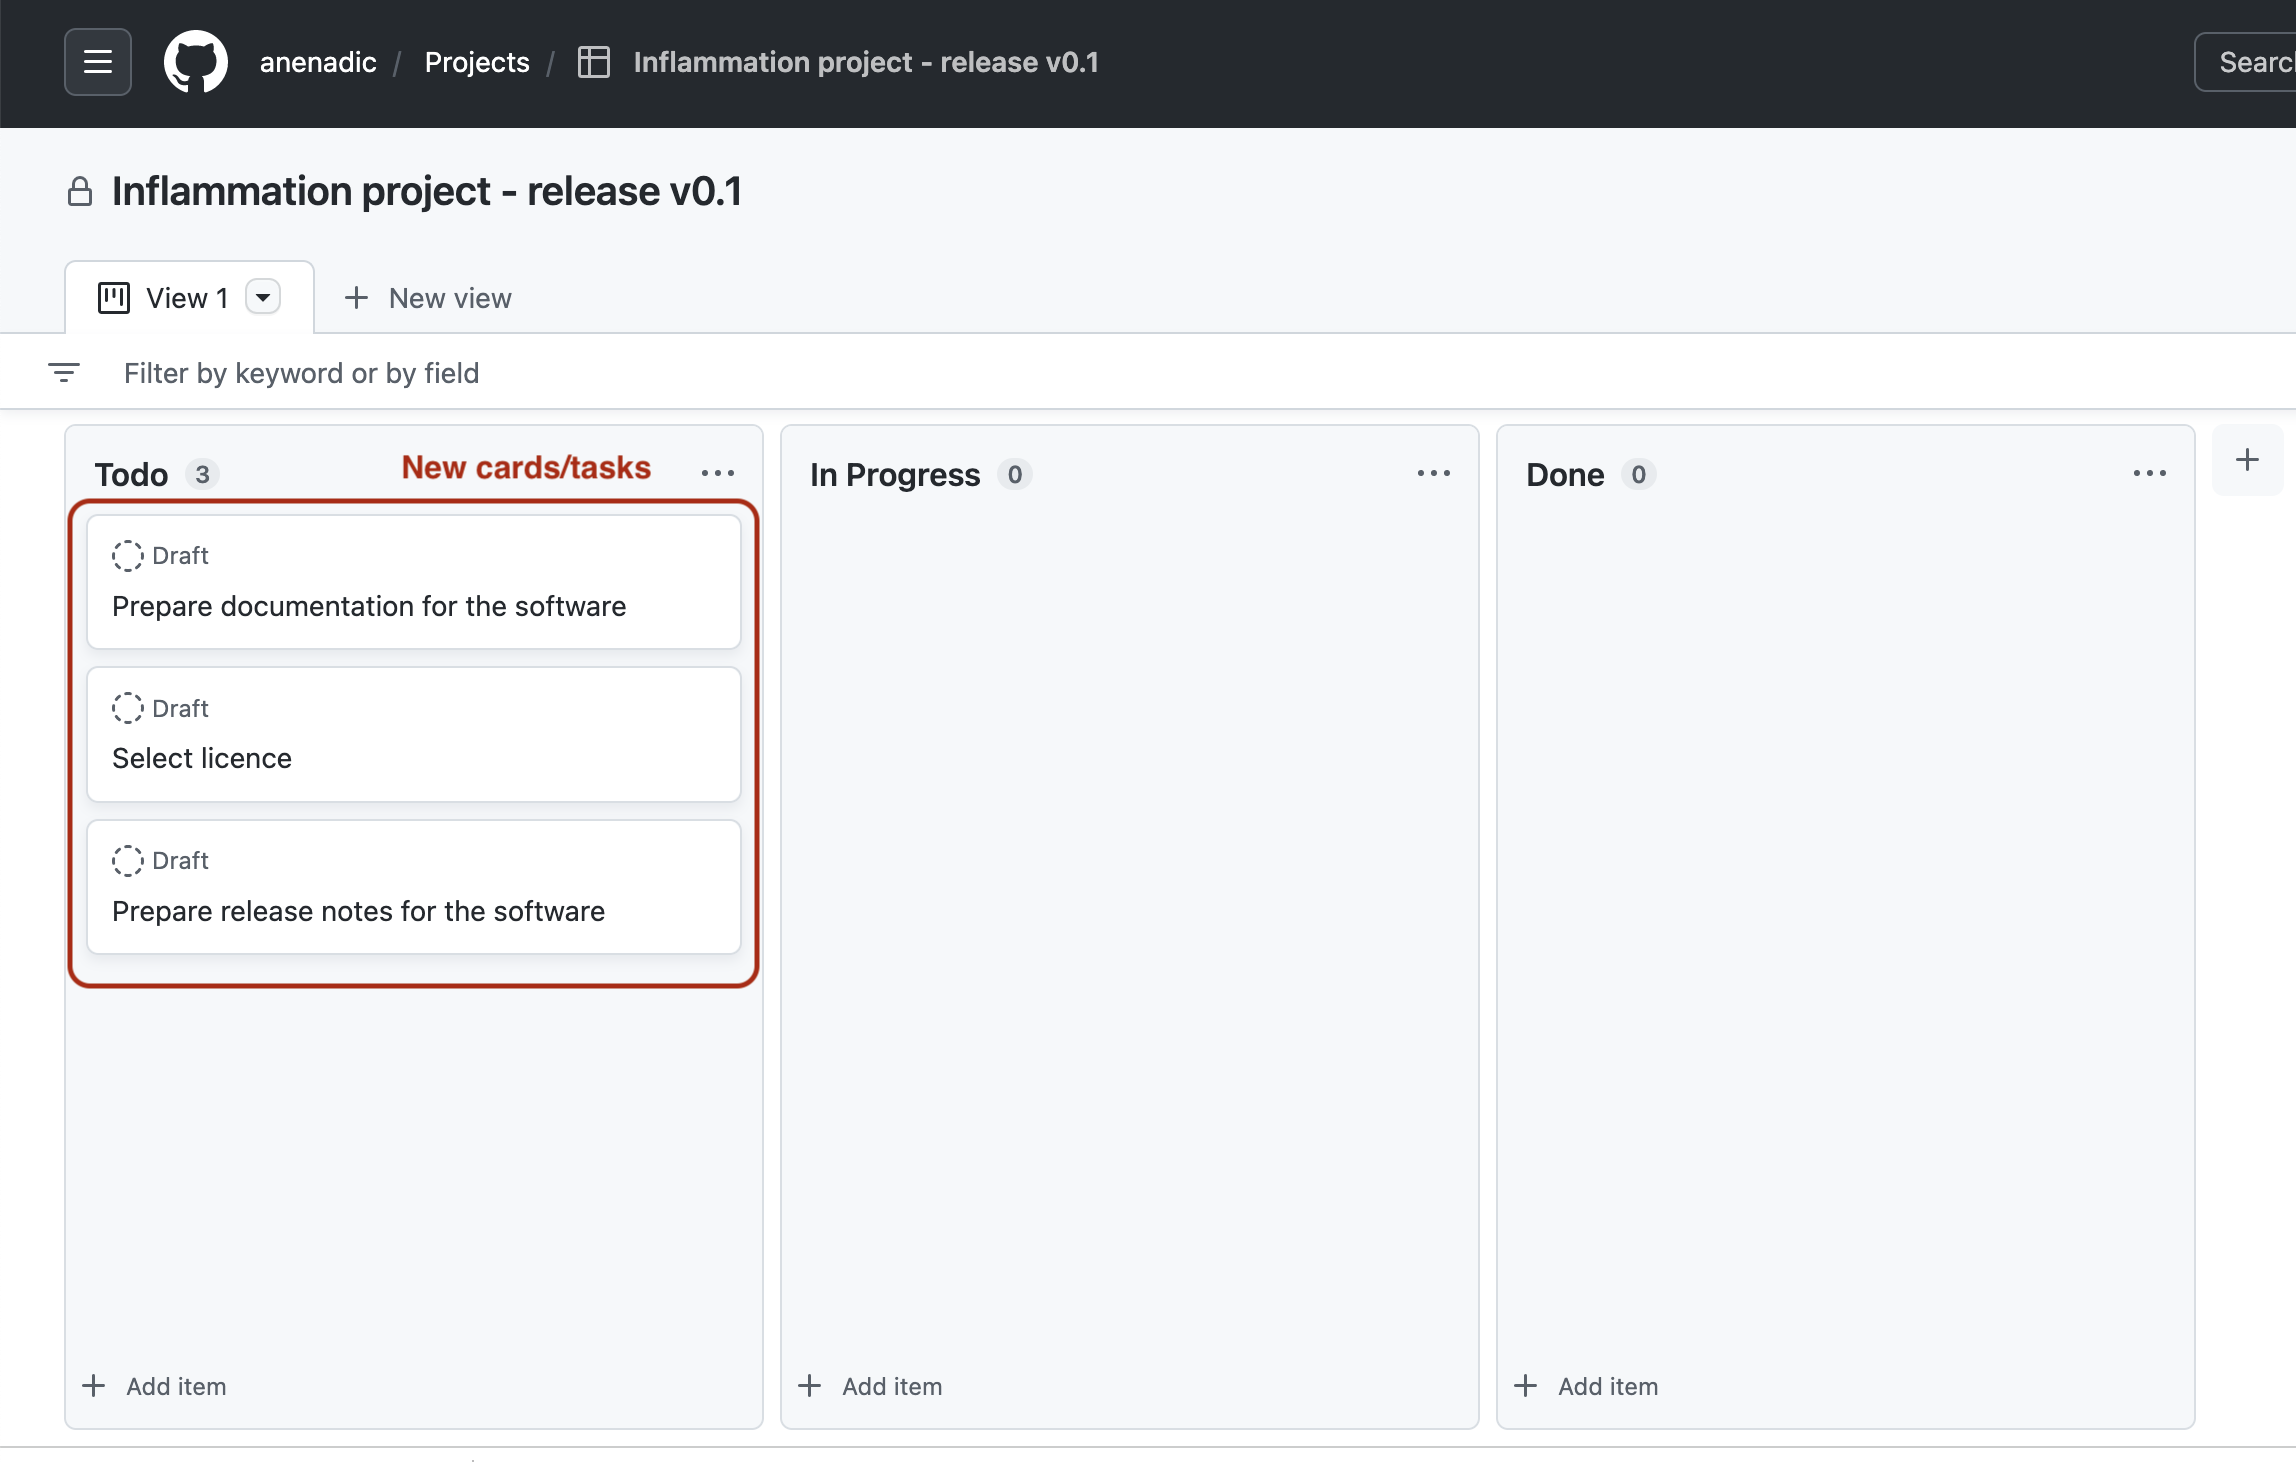 anenadic / Projects / Inflammation project - release v0.1
Searc
Inflammation project - release v0.1
View 1
New view
Filter by keyword or by field
Todo 3
New cards/tasks
Draft
Prepare documentation for the software
Draft
Select licence
Draft
Prepare release notes for the software
Add item
In Progress 0
Add item
Done 0
Add item